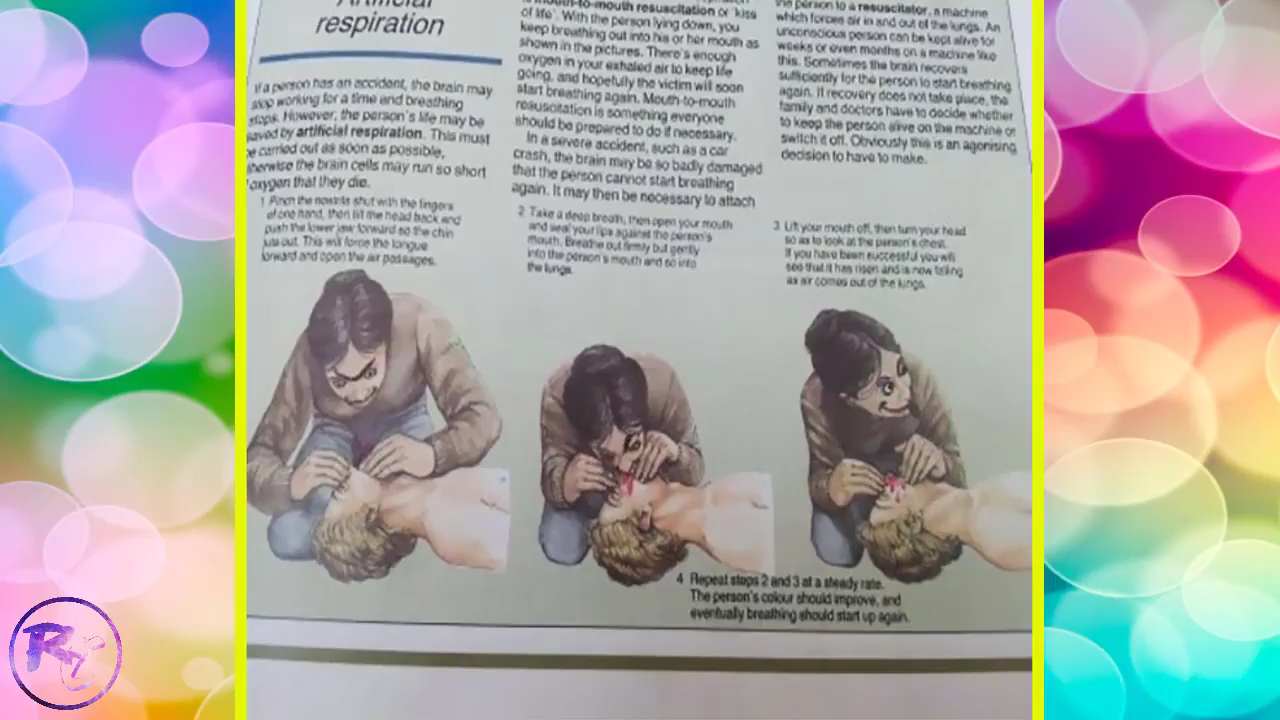 Artificial
respiration
If a person has an accident, the brain may
stop working for a time and breathing
stops. However, the person's life may be
saved by artificial respiration. This must
be carried out as soon as possible,
otherwise the brain cells may run so short
oxygen that they die.
mouth-to-mouth resuscitation or 'kiss
of life'. With the person lying down, you
keep breathing out into his or her mouth as
shown in the pictures. There's enough
oxygen in your exhaled air to keep life
going, and hopefully the victim will soon
start breathing again. Mouth-to-mouth
resuscitation is something everyone
should be prepared to do if necessary.
In a severe accident, such as a car
crash, the brain may be so badly damaged
that the person cannot start breathing
again. It may then be necessary to attach
the person to a resuscitator, a machine
which forces air in and out of the lungs. An
unconscious person can be kept alive for
weeks or even months on a machine like
this. Sometimes the brain recovers
sufficiently for the person to start breathing
again. If recovery does not take place, the
family and doctors have to decide whether
to keep the person alive on the machine or
switch it off. Obviously this is an agonising
decision to have to make.
1 Pinch the nostrils shut with the fingers
of one hand, then tilt the head back and
push the lower jaw forward so the chin
juts out. This will force the tongue
forward and open the air passages.
2 Take a deep breath, then open your mouth
and seal your lips against the person's
mouth. Breathe out firmly but gently
into the person's mouth and so into
the lungs.
3 Lift your mouth off, then turn your head
so as to look at the person's chest.
If you have been successful you will
see that it has risen and is now falling
as air comes out of the lungs.
4 Repeat steps 2 and 3 at a steady rate.
The person's colour should improve, and
eventually breathing should start up again.